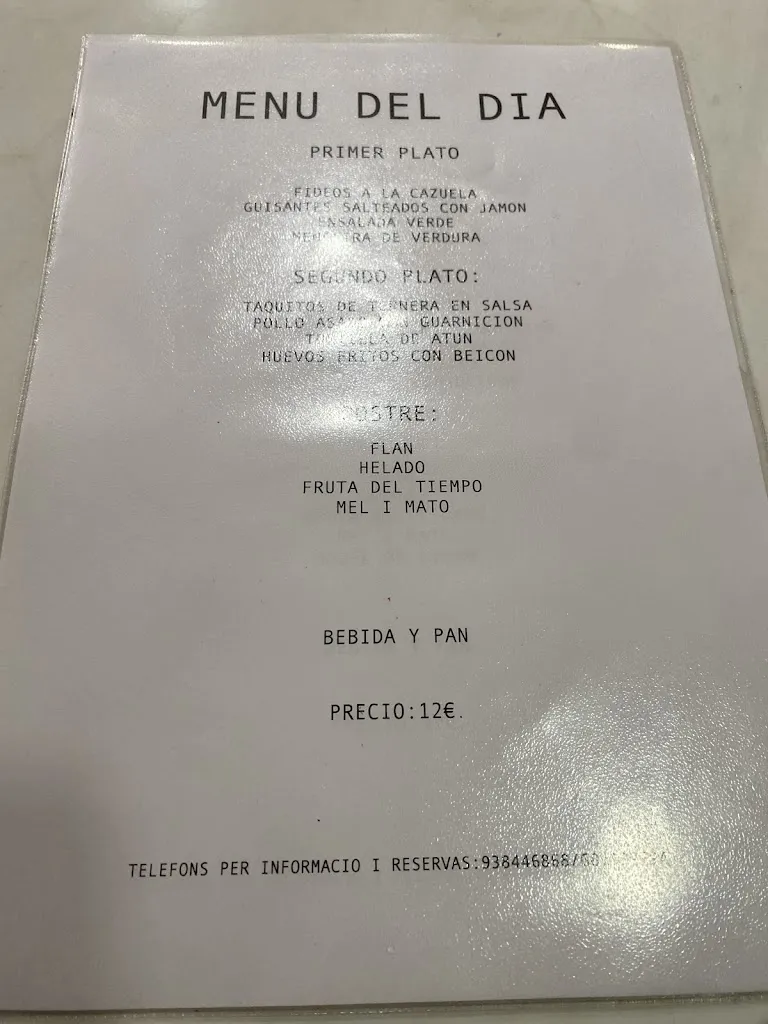 MENU DEL DIA
PRIMER PLATO
FIDEOS A LA CAZUELA
GUISANTES SALTEADOS CON JAMON
ENSALADA VERDE
DE VERDURA
SEGUNDO PLATO:
TAQUITOS DE TERNERA EN SALSA
POLLO GUARNICION
TORTILLA DE ATUN
HUEVOS FRITOS CON BEICON
POSTRE:
FLAN
HELADO
FRUTA DEL TIEMPO
MEL I MATO
BEBIDA Y PAN
PRECIO:12€.
TELEFONS PER INFORMACIO I RESERVAS:938446868/